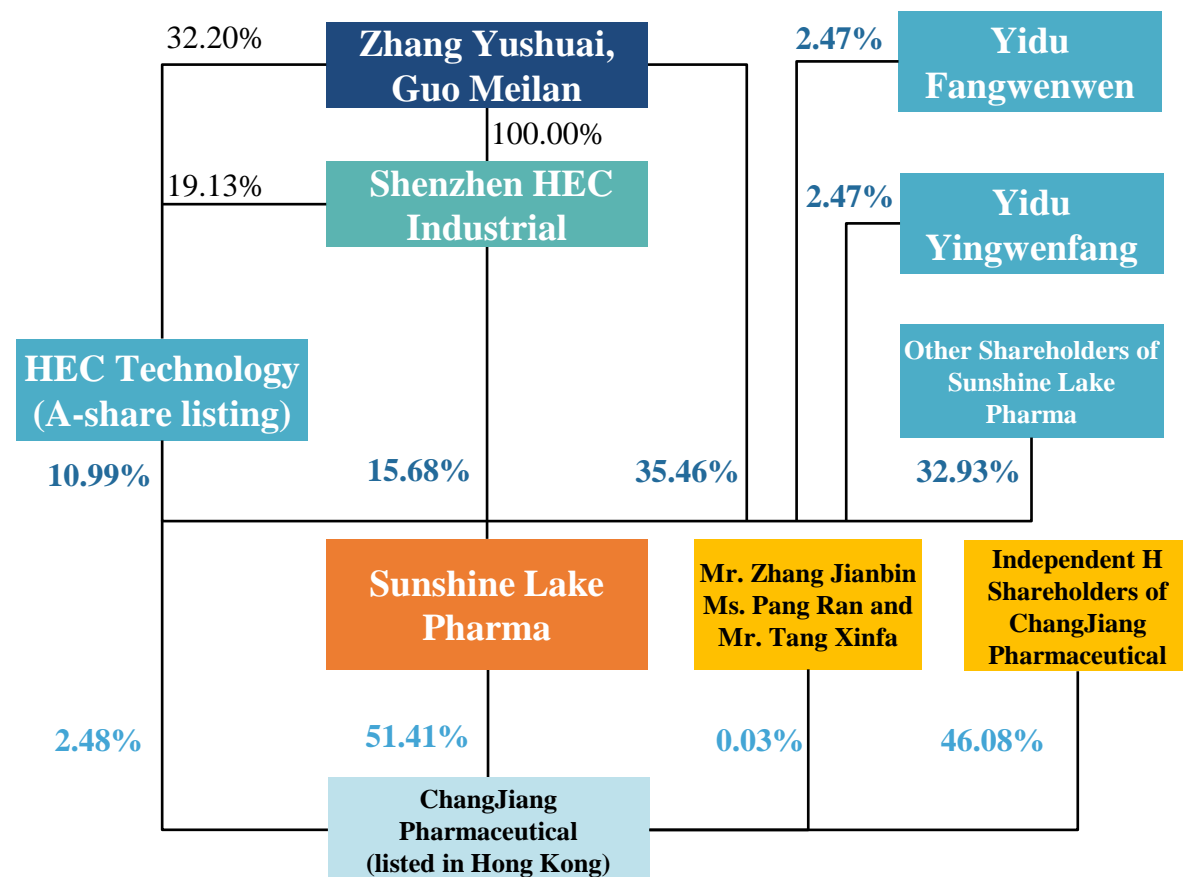 32.20%
Zhang Yushuai,
Guo Meilan
2.47%
Yidu
Fangwenwen
100.00%
19.13%
Shenzhen HEC
Industrial
2.47%
Yidu
Yingwenfang
HEC Technology
(A-share listing)
Other Shareholders of
Sunshine Lake
Pharma
10.99%
15.68%
35.46%
32.93%
Sunshine Lake
Pharma
Mr. Zhang Jianbin
Ms. Pang Ran and
Mr. Tang Xinfa
Independent H
Shareholders of
ChangJiang
Pharmaceutical
2.48%
51.41%
0.03%
46.08%
ChangJiang
Pharmaceutical
(listed in Hong Kong)